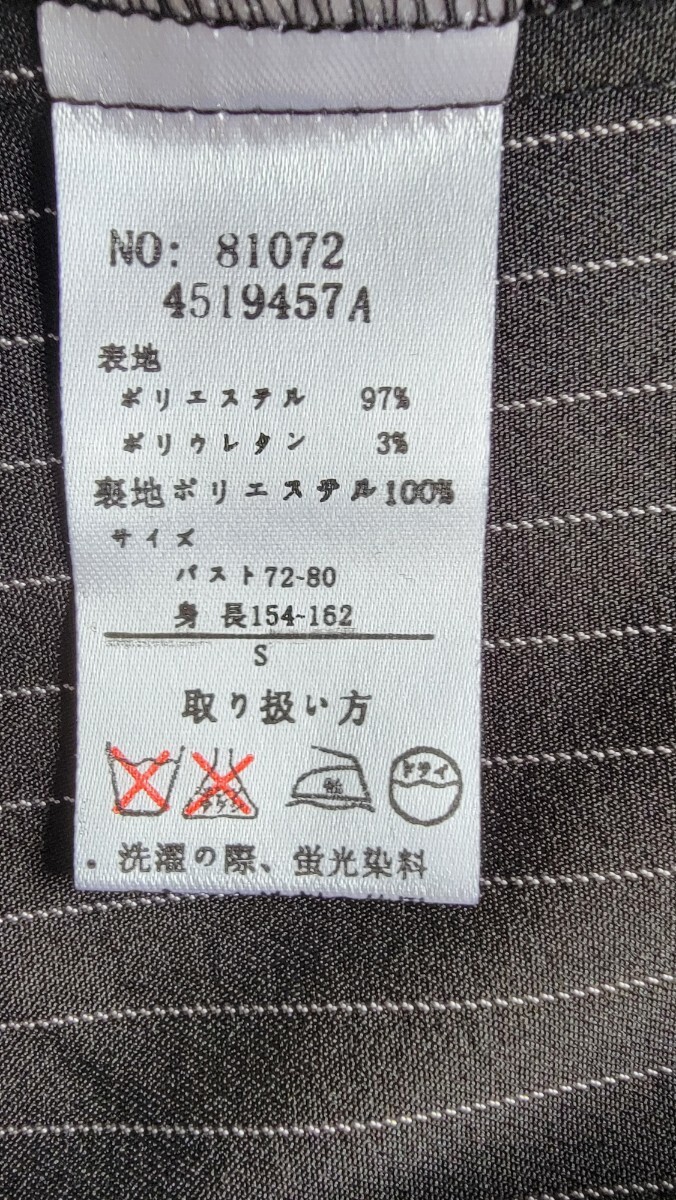 NO: 81072
4519457A
表地
ポリエステル 97%
ポリウレタン 3%
裏地ポリエステル100%
サイズ
バスト72-80
身長154-162
S
取り扱い方
ドライ
・洗濯の際、蛍光染料